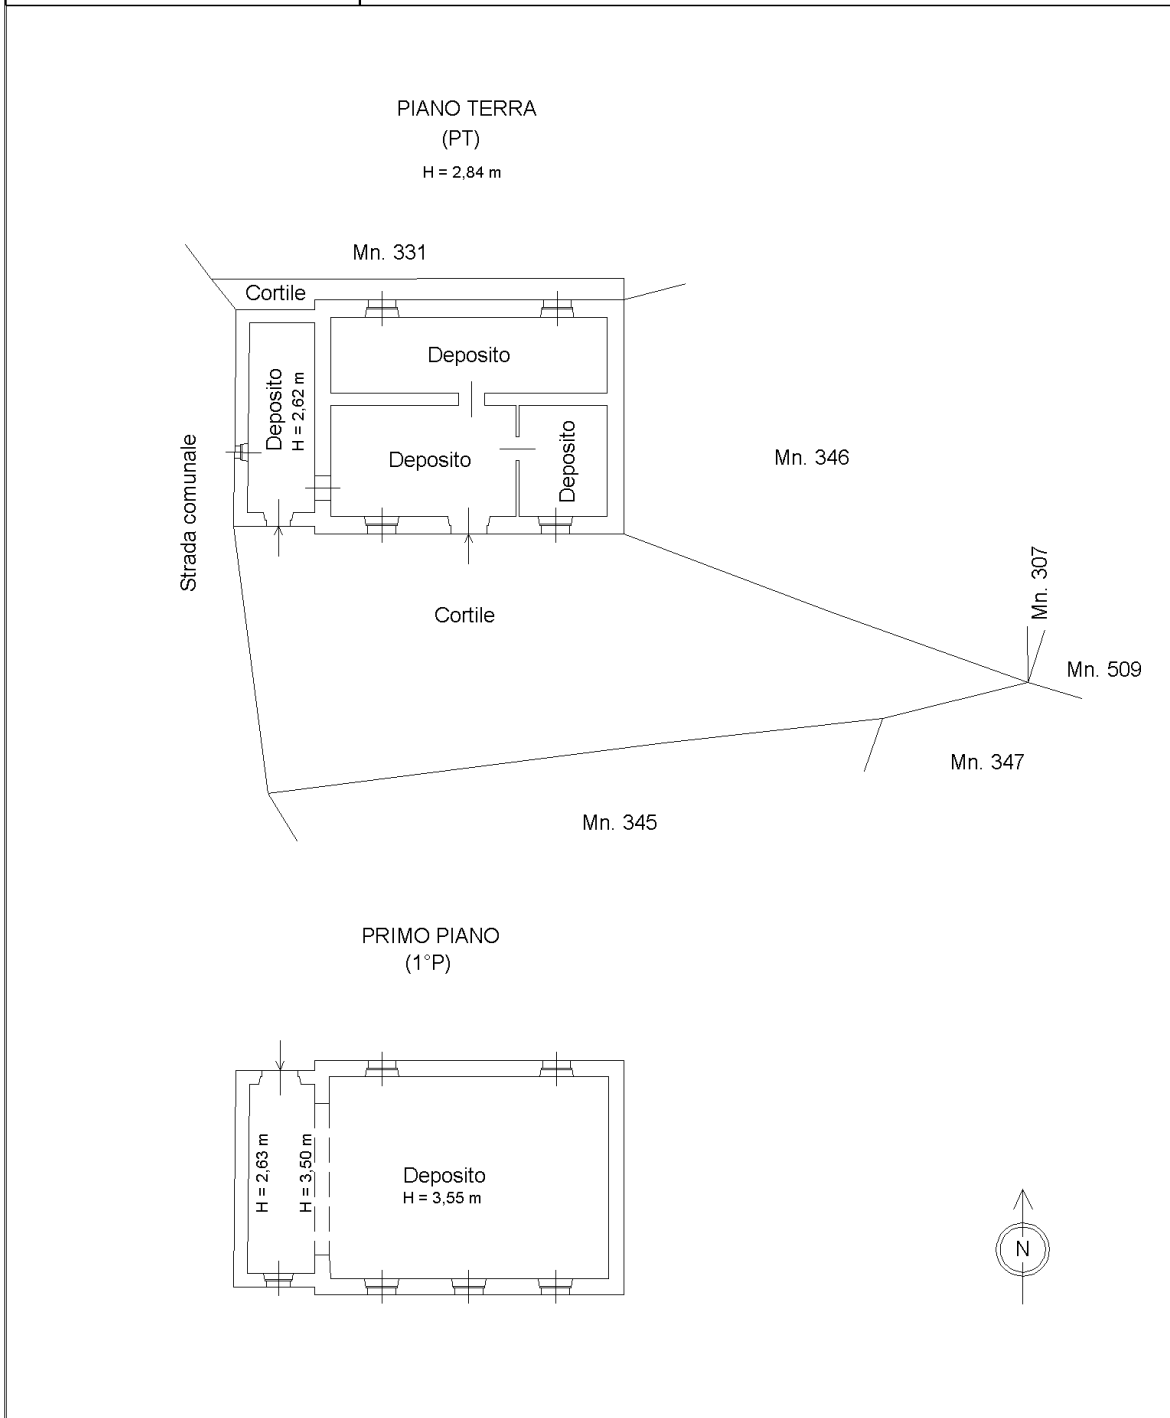 PIANO TERRA
(PT)
H = 2,84 m
Mn. 331
Cortile
Deposito
Deposito
H = 2,62 m
Deposito
Deposito
Strada comunale
Mn. 346
Cortile
Mn. 307
Mn. 509
Mn. 347
Mn. 345
PRIMO PIANO
(1°P)
H = 2,63 m
H = 3,50 m
Deposito
H = 3,55 m
N